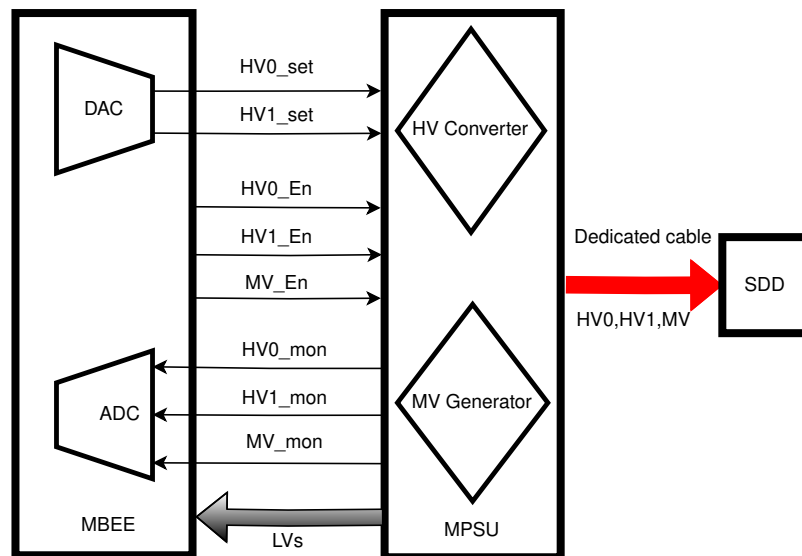 HV0_set
DAC
HV1_set
HV Converter
HV0_En
HV1_En
MV_En
Dedicated cable
SDD
HV0,HV1,MV
HV0_mon
HV1_mon
ADC
MV Generator
MV_mon
MBEE
LVs
MPSU